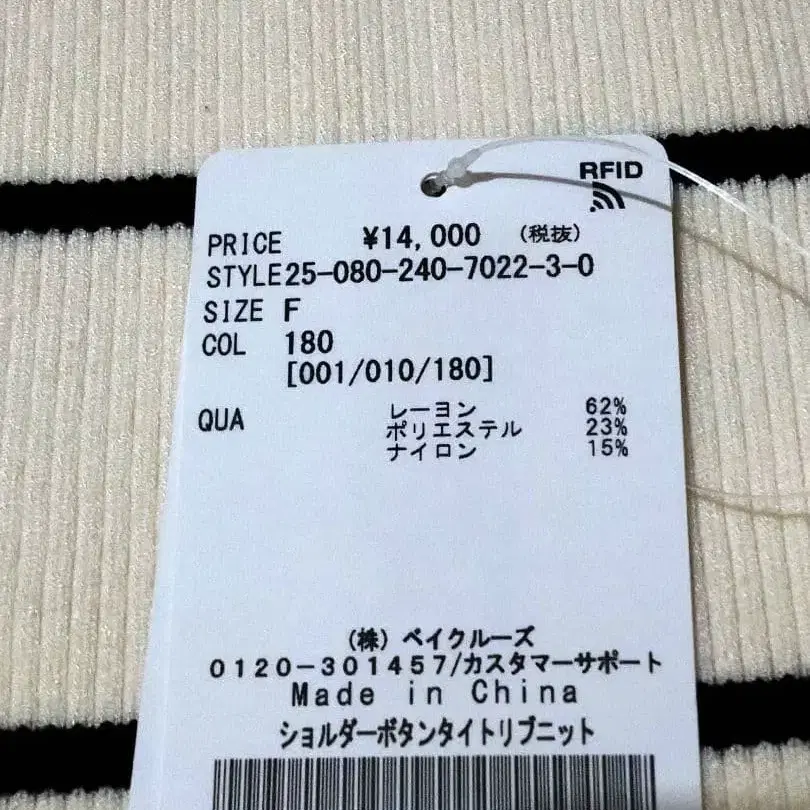 RFID
PRICE ¥14,000 (税抜)
STYLE 25-080-240-7022-3-0
SIZE F
COL 180
[001/010/180]
QUA レーヨン 62%
ポリエステル 23%
ナイロン 15%
(株) ベイクルーズ
0120-301457/カスタマーサポート
Made in China
ショルダーボタンタイトリブニット